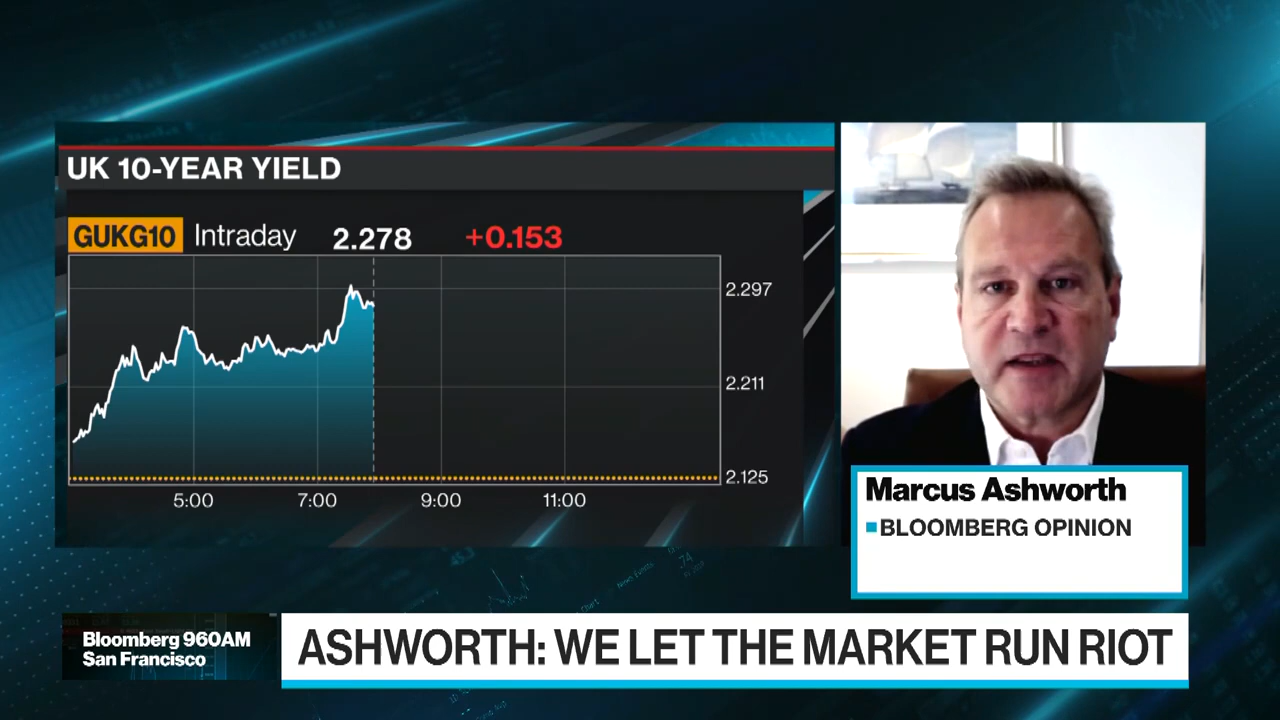 UK 10-YEAR YIELD
GUKG10 Intraday 2.278 +0.153
2.297
2.211
2.125
5:00 7:00 9:00 11:00
Marcus Ashworth
BLOOMBERG OPINION
Bloomberg 960AM
San Francisco
ASHWORTH: WE LET THE MARKET RUN RIOT